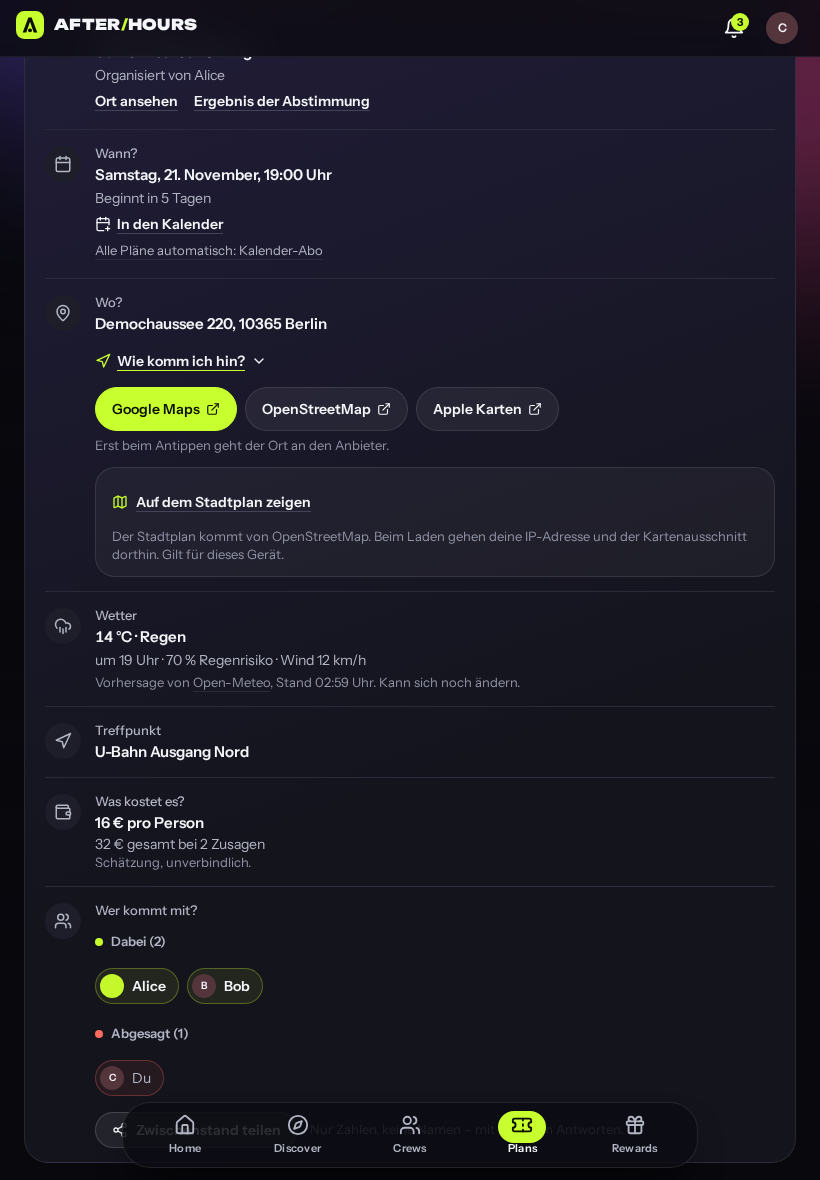 AFTER/HOURS
3
C
Organisiert von Alice
Ort ansehen Ergebnis der Abstimmung
Wann?
Samstag, 21. November, 19:00 Uhr
Beginnt in 5 Tagen
In den Kalender
Alle Pläne automatisch: Kalender-Abo
Wo?
Demochaussee 220, 10365 Berlin
Wie komm ich hin?
Google Maps OpenStreetMap Apple Karten
Erst beim Antippen geht der Ort an den Anbieter.
Auf dem Stadtplan zeigen
Der Stadtplan kommt von OpenStreetMap. Beim Laden gehen deine IP-Adresse und der Kartenausschnitt
dorthin. Gilt für dieses Gerät.
Wetter
14 °C · Regen
um 19 Uhr · 70 % Regenrisiko · Wind 12 km/h
Vorhersage von Open-Meteo, Stand 02:59 Uhr. Kann sich noch ändern.
Treffpunkt
U-Bahn Ausgang Nord
Was kostet es?
16 € pro Person
32 € gesamt bei 2 Zusagen
Schätzung, unverbindlich.
Wer kommt mit?
Dabei (2)
Alice B Bob
Abgesagt (1)
C Du
Zwischenstand teilen Nur Zahlen, keine Namen – mit Antworten.
Home Discover Crews Plans Rewards